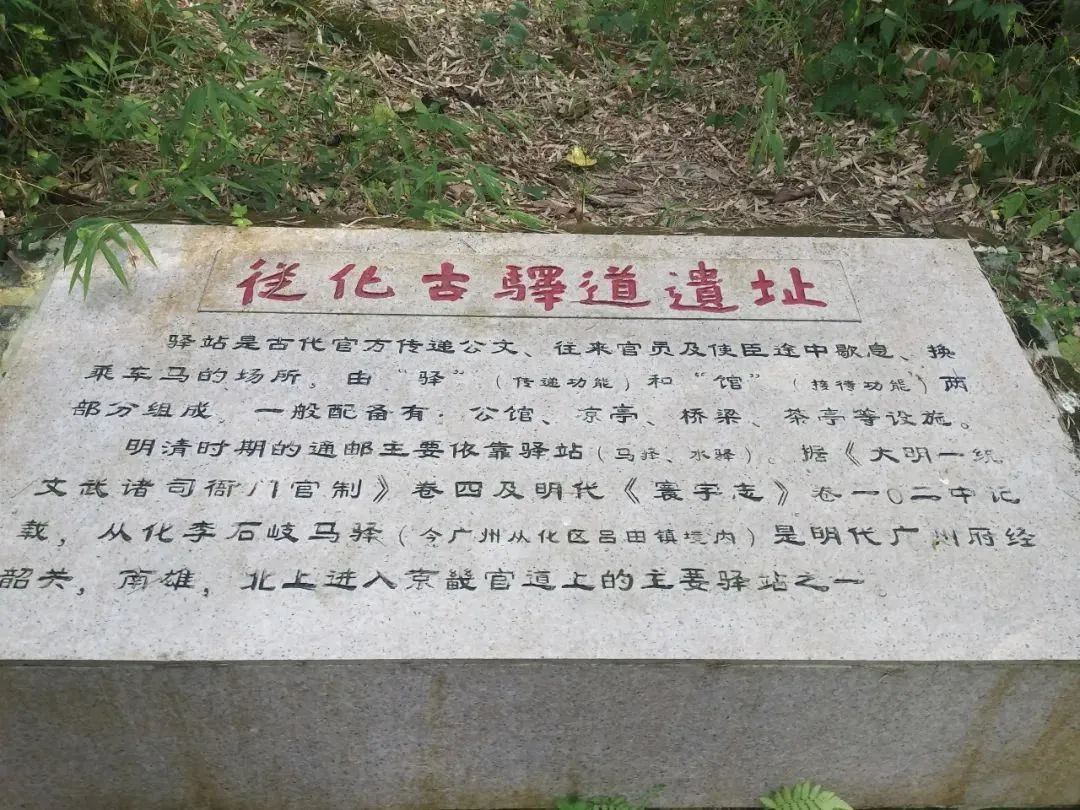 從化古驛道遺址
驿站是古代官方传递公文、往来官员及使臣途中歇息、换
乘车马的场所，由“驿”（传递功能）和“馆”（接待功能）两
部分组成，一般配备有：公馆、凉亭、桥梁、茶亭等设施。
明清时期的通邮主要依靠驿站（马驿、水驿）。据《大明一统
文武诸司衙门官制》卷四及明代《寰宇志》卷一〇二中记
载，从化李石岐马驿（今广州从化区吕田镇境内）是明代广州府经
韶关，南雄，北上进入京畿官道上的主要驿站之一